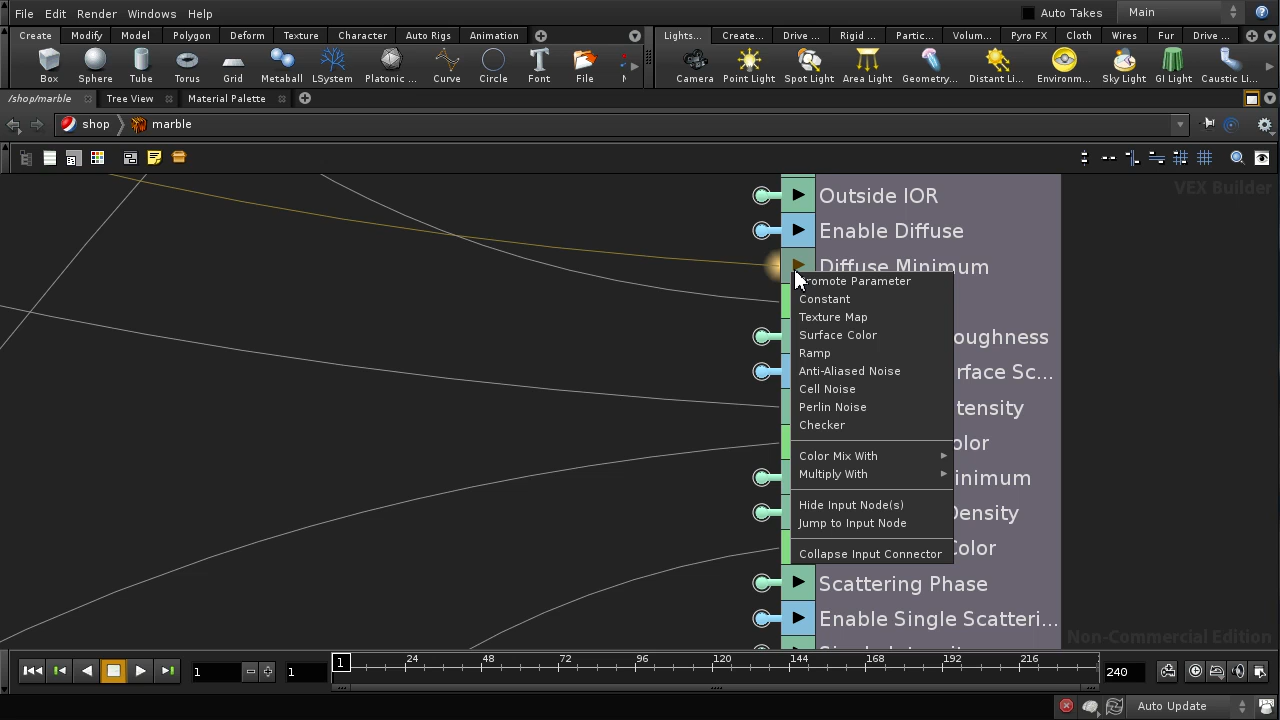 File Edit Render Windows Help
Auto Takes Main
Create Modify Model Polygon Deform Texture Character Auto Rigs Animation
Lights... Create... Drive ... Rigid ... Partic... Volum... Pyro FX Cloth Wires Fur Drive ...
Box Sphere Tube Torus Grid Metaball LSystem Platonic ... Curve Circle Font File
Camera Point Light Spot Light Area Light Geometry... Distant Li... Environm... Sky Light GI Light Caustic Li...
/shop/marble Tree View Material Palette
shop marble
VEX Builder
Outside IOR
Enable Diffuse
Diffuse Minimum
romote Parameter
Constant
Texture Map
Surface Color
Ramp
Anti-Aliased Noise
Cell Noise
Perlin Noise
Checker
Color Mix With
Multiply With
Hide Input Node(s)
Jump to Input Node
Collapse Input Connector
oughness
rface Sc...
tensity
olor
inimum
Density
Color
Scattering Phase
Enable Single Scatteri...
Non-Commercial Edition
1 1 1 24 48 72 96 120 144 168 192 216 240
Auto Update